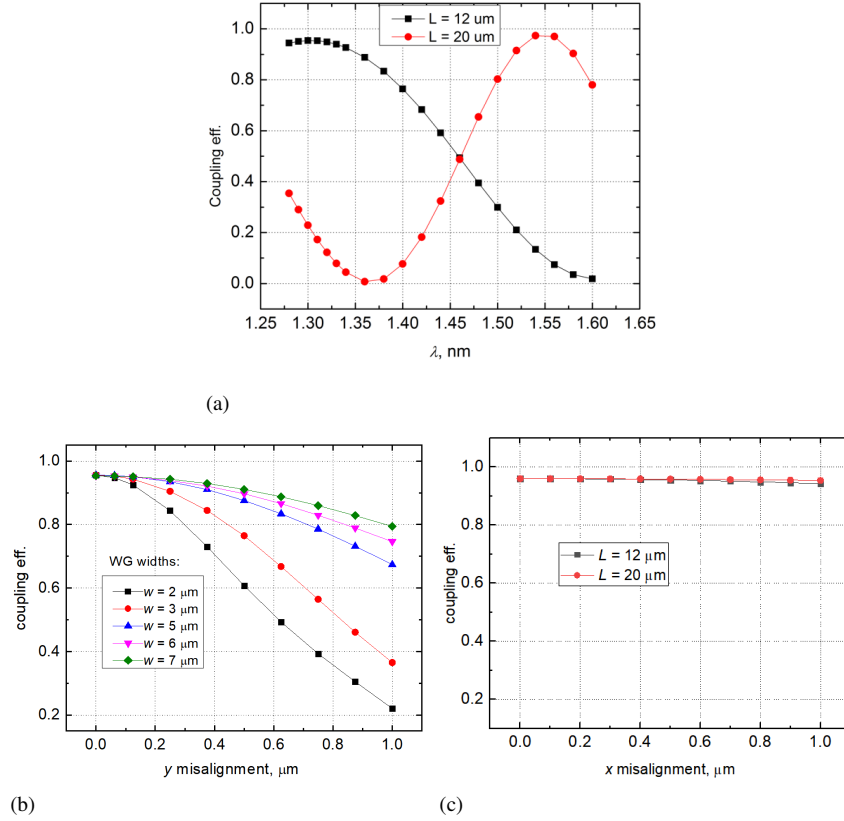 L = 12 um
L = 20 um
Coupling eff.
1.0
0.8
0.6
0.4
0.2
0.0
1.25 1.30 1.35 1.40 1.45 1.50 1.55 1.60 1.65
λ, nm
(a)
coupling eff.
1.0
0.8
0.6
0.4
0.2
WG widths:
w = 2 μm
w = 3 μm
w = 5 μm
w = 6 μm
w = 7 μm
0.0 0.2 0.4 0.6 0.8 1.0
y misalignment, μm
(b)
coupling eff.
1.0
0.8
0.6
0.4
0.2
L = 12 μm
L = 20 μm
0.0 0.2 0.4 0.6 0.8 1.0
x misalignment, μm
(c)